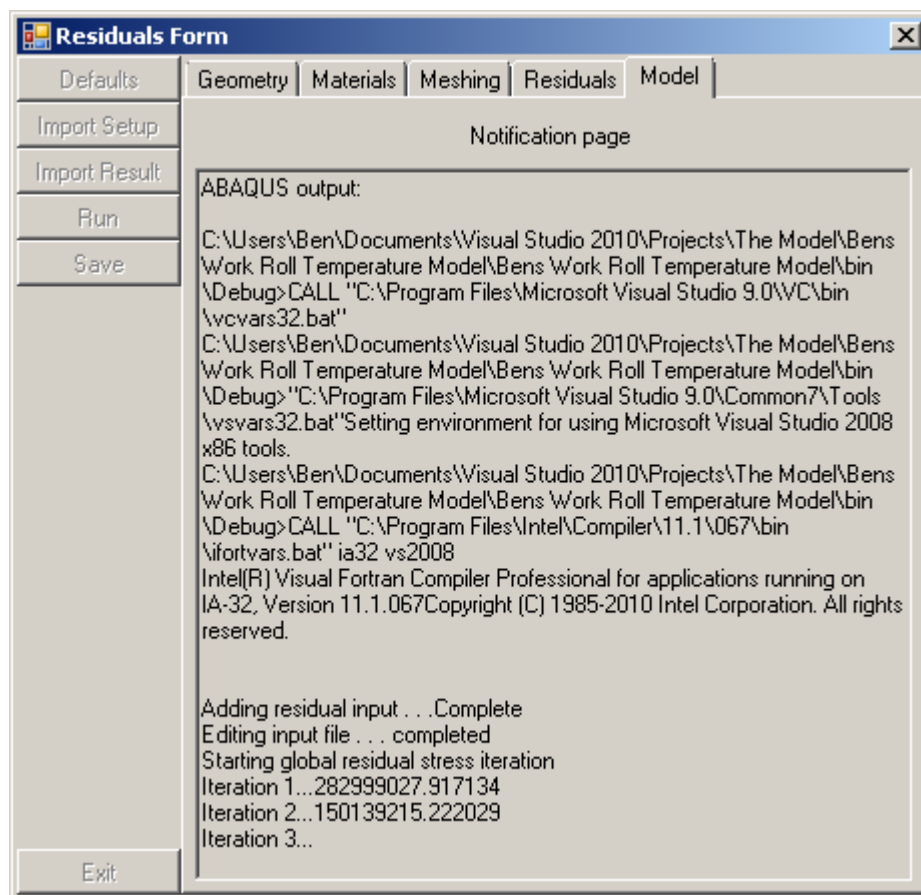 Residuals Form
Defaults
Import Setup
Import Result
Run
Save
Exit
Geometry Materials Meshing Residuals Model
Notification page
ABAQUS output:
C:\Users\Ben\Documents\Visual Studio 2010\Projects\The Model\Bens
Work Roll Temperature Model\Bens Work Roll Temperature Model\bin
\Debug>CALL "C:\Program Files\Microsoft Visual Studio 9.0\VC\bin
\vcvars32.bat"
C:\Users\Ben\Documents\Visual Studio 2010\Projects\The Model\Bens
Work Roll Temperature Model\Bens Work Roll Temperature Model\bin
\Debug>"C:\Program Files\Microsoft Visual Studio 9.0\Common7\Tools
\vsvars32.bat"Setting environment for using Microsoft Visual Studio 2008
x86 tools.
C:\Users\Ben\Documents\Visual Studio 2010\Projects\The Model\Bens
Work Roll Temperature Model\Bens Work Roll Temperature Model\bin
\Debug>CALL "C:\Program Files\Intel\Compiler\11.1\067\bin
\ifortvars.bat" ia32 vs2008
Intel(R) Visual Fortran Compiler Professional for applications running on
IA-32, Version 11.1.067Copyright (C) 1985-2010 Intel Corporation. All rights
reserved.
Adding residual input . . .Complete
Editing input file . . . completed
Starting global residual stress iteration
Iteration 1...282999027.917134
Iteration 2...150139215.222029
Iteration 3...